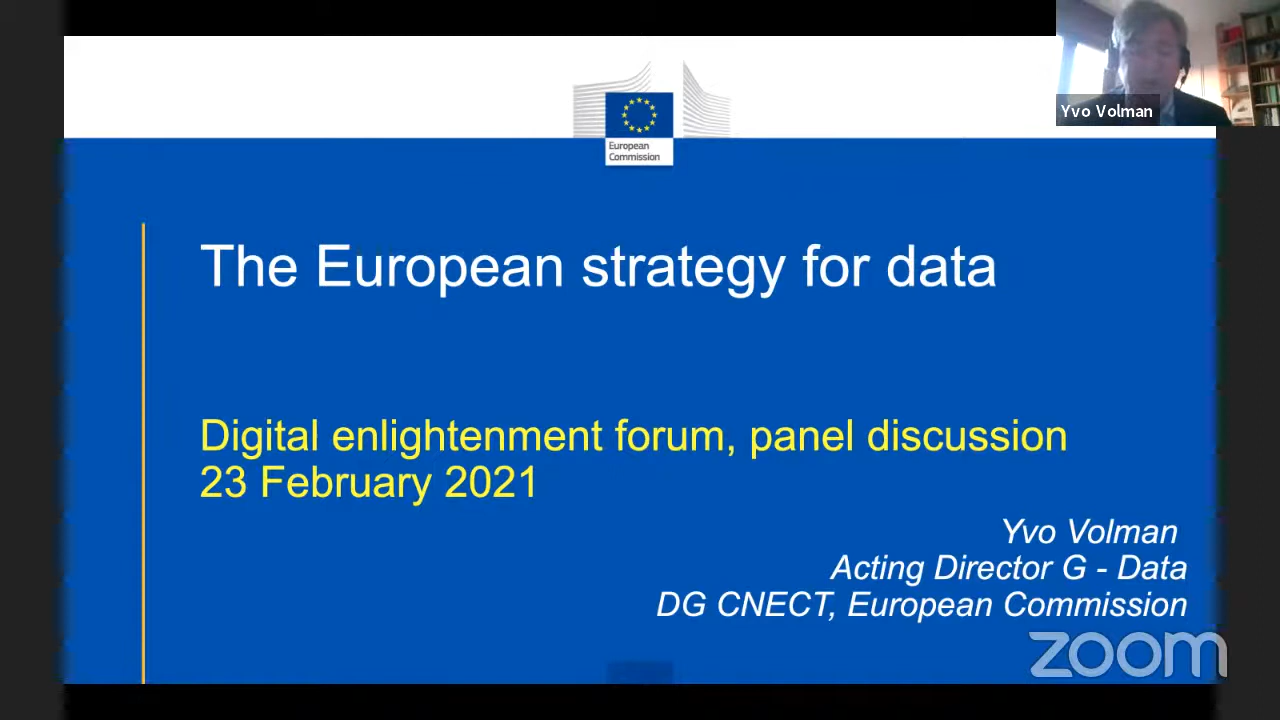 Yvo Volman
European
Commission
The European strategy for data
Digital enlightenment forum, panel discussion
23 February 2021
Yvo Volman
Acting Director G - Data
DG CNECT, European Commission
zoom